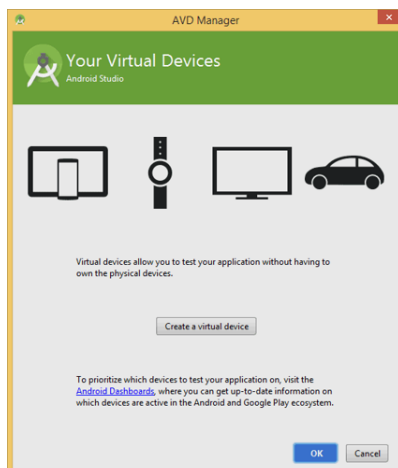 AVD Manager
Your Virtual Devices
Android Studio
Virtual devices allow you to test your application without having to
own the physical devices.
Create a virtual device
To prioritize which devices to test your application on, visit the
Android Dashboards, where you can get up-to-date information on
which devices are active in the Android and Google Play ecosystem.
OK Cancel